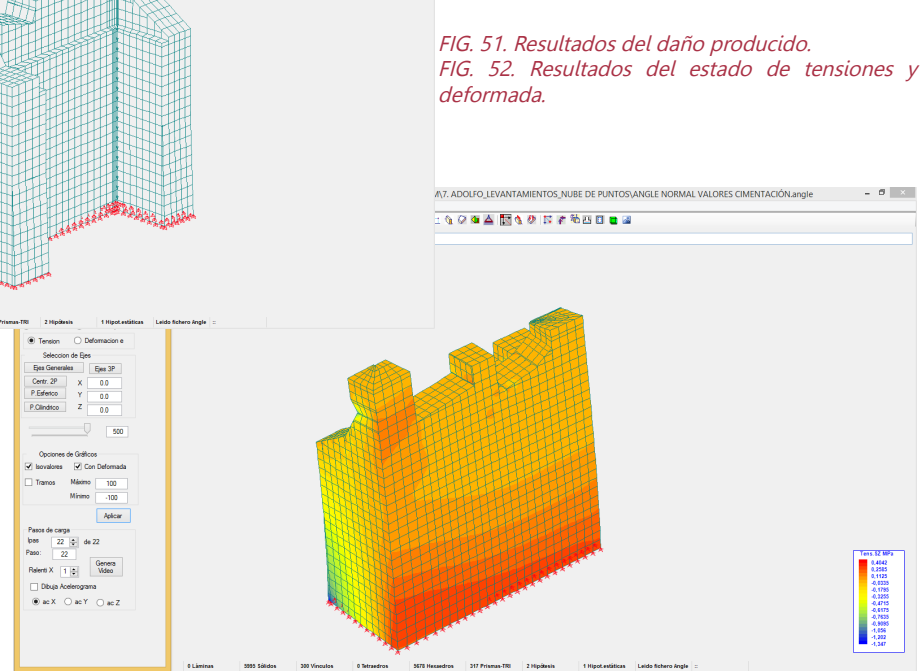 FIG. 51. Resultados del daño producido.
FIG. 52. Resultados del estado de tensiones y
deformada.
7. ADOLFO_LEVANTAMIENTOS_NUBE DE PUNTOS\ANGLE NORMAL VALORES CIMENTACIÓN.angle
Prismas-TRI 2 Hipótesis 1 Hipot.estáticas Leido fichero Angle ::
Tension Deformacion e
Seleccion de Ejes
Ejes Generales Ejes 3P
Centr. 2P X 0.0
P.Esferico Y 0.0
P.Cilindrico Z 0.0
500
Opciones de Gráficos
Isovalores Con Deformada
Tramos Máximo 100
Mínimo -100
Aplicar
Pasos de carga
Ipas 22 de 22
Paso: 22
Ralenti X 1 Genera Video
Dibuja Acelerograma
ac X ac Y ac Z
Tens.SZ MPa
0,4042
0,2585
0,1125
-0,0335
-0,1795
-0,3255
-0,4715
-0,6175
-0,7635
-0,9095
-1,056
-1,202
-1,347
0 Láminas 5995 Sólidos 300 Vinculos 0 Tetraedros 5678 Hexaedros 317 Prismas-TRI 2 Hipótesis 1 Hipot.estáticas Leido fichero Angle ::